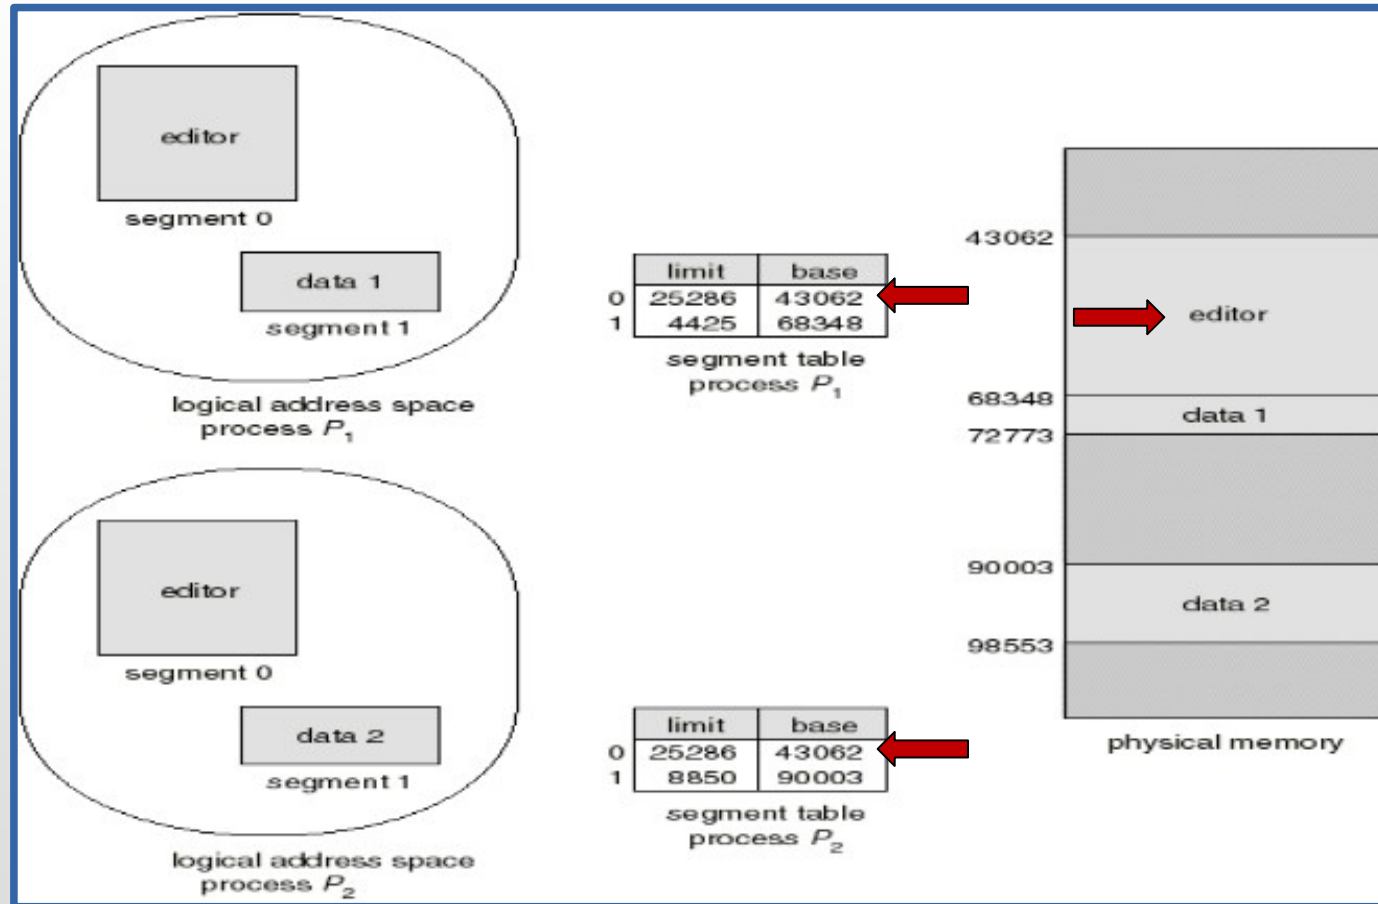 editor
segment 0
data 1
segment 1
logical address space
process P1
limit base
0 25286 43062
1 4425 68348
segment table
process P1
editor
segment 0
data 2
segment 1
logical address space
process P2
limit base
0 25286 43062
1 8850 90003
segment table
process P2
43062
editor
68348
data 1
72773
90003
data 2
98553
physical memory